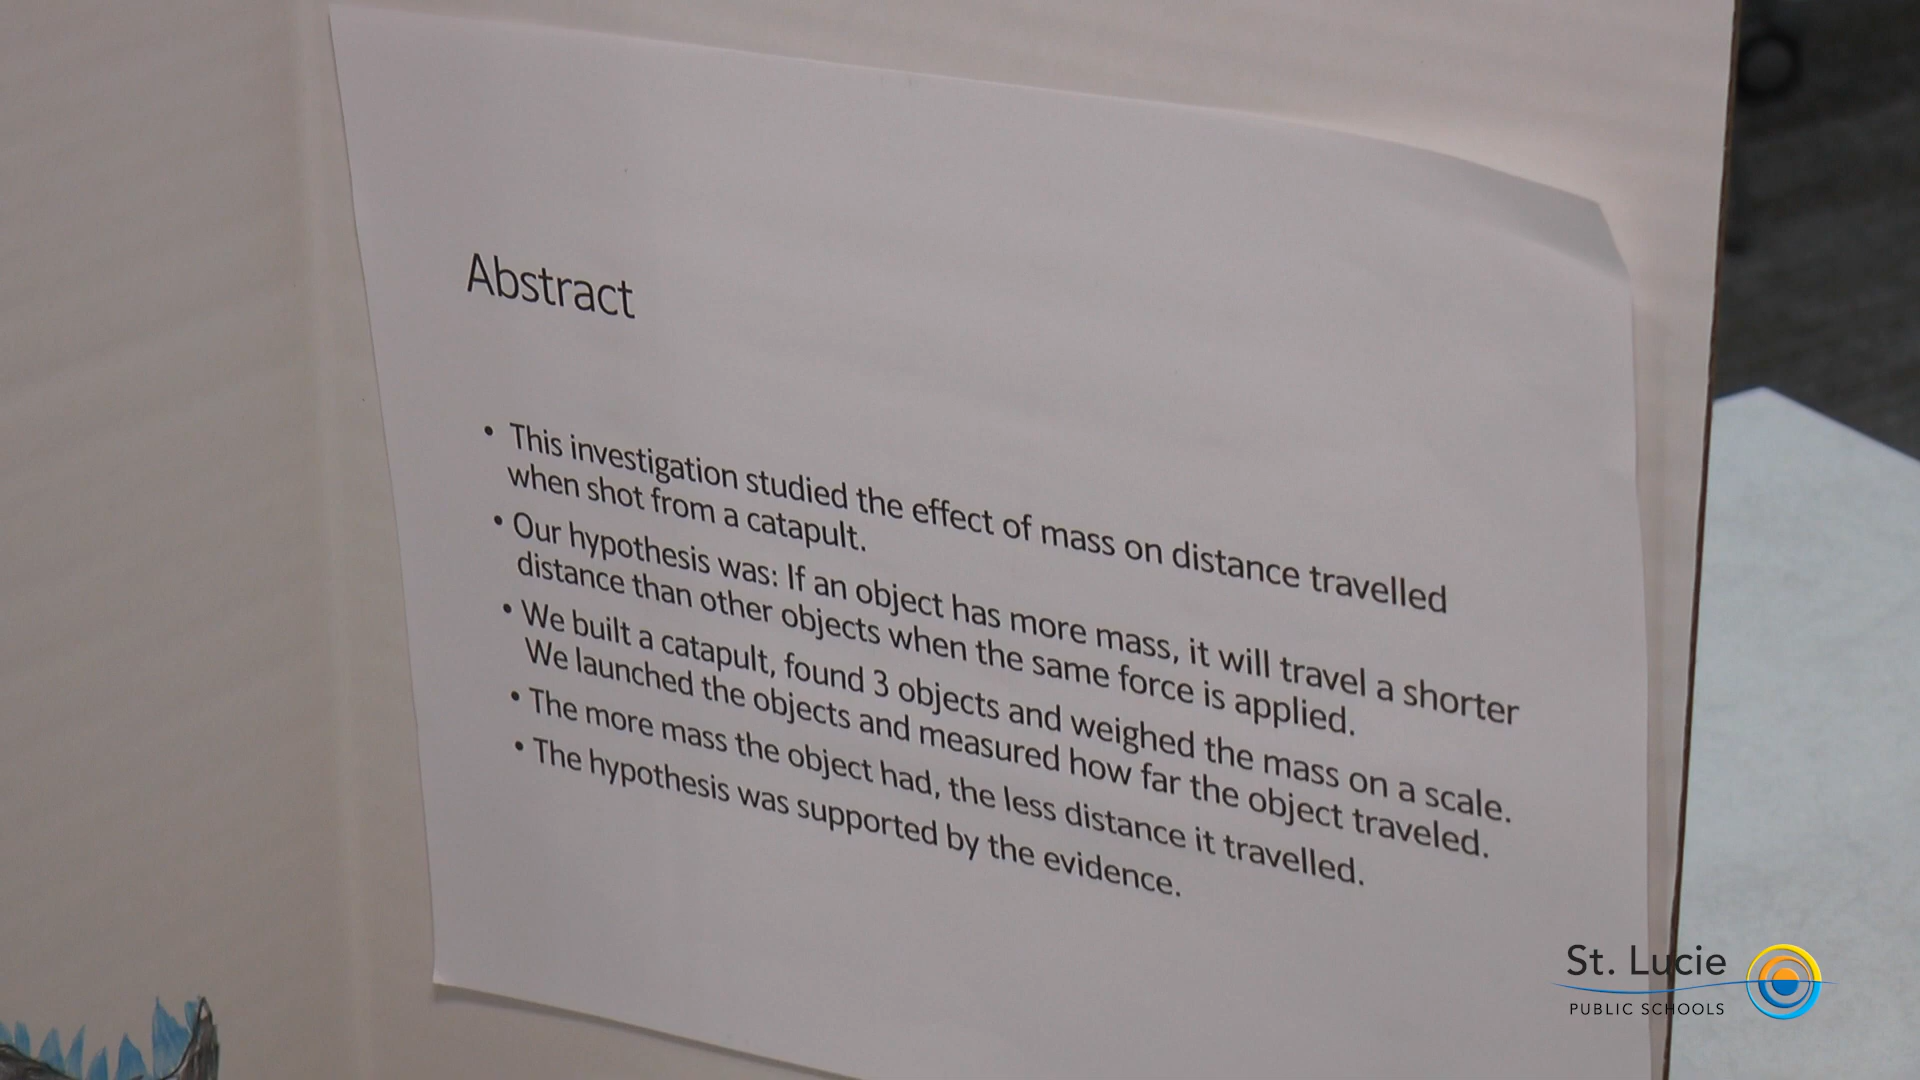 Abstract
• This investigation studied the effect of mass on distance travelled
when shot from a catapult.
• Our hypothesis was: If an object has more mass, it will travel a shorter
distance than other objects when the same force is applied.
• We built a catapult, found 3 objects and weighed the mass on a scale.
We launched the objects and measured how far the object traveled.
• The more mass the object had, the less distance it travelled.
• The hypothesis was supported by the evidence.
St. Lucie
PUBLIC SCHOOLS